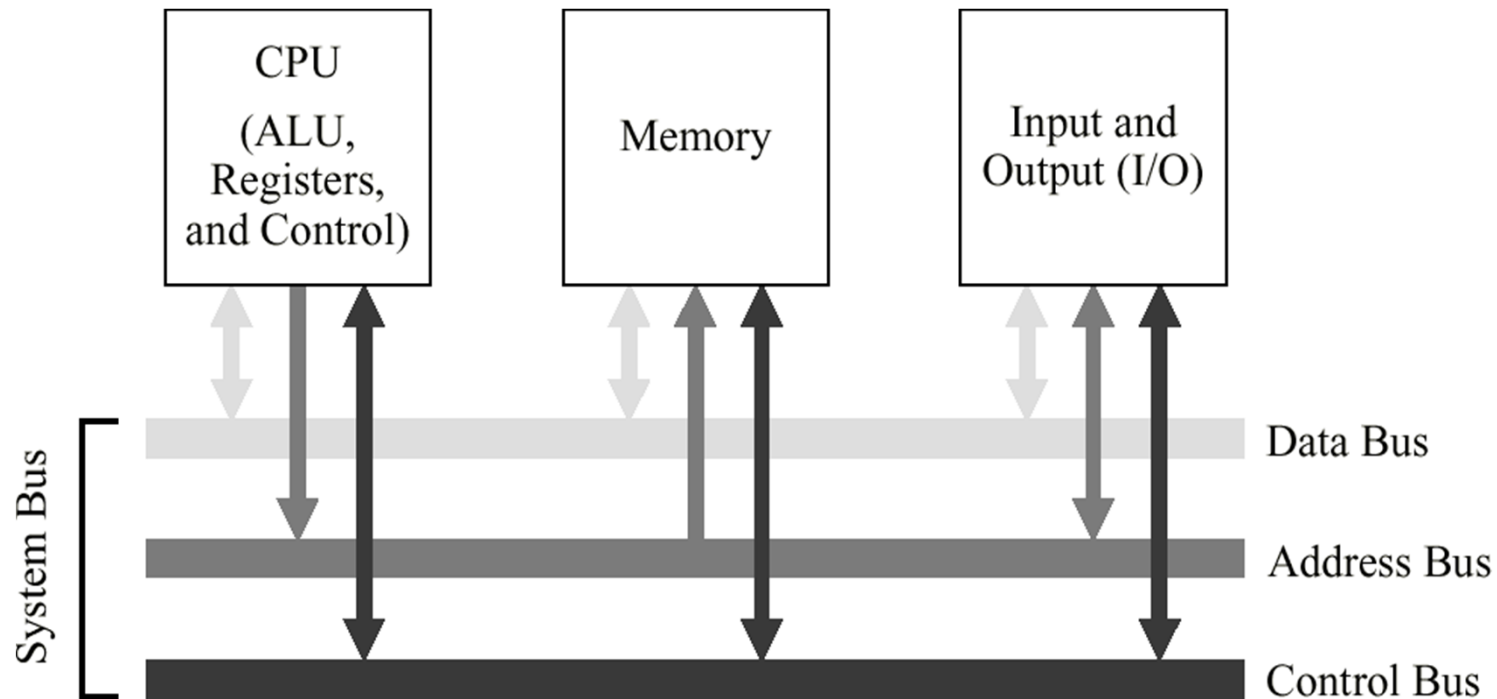 CPU
(ALU,
Registers,
and Control)
Memory
Input and
Output (I/O)
System Bus
Data Bus
Address Bus
Control Bus